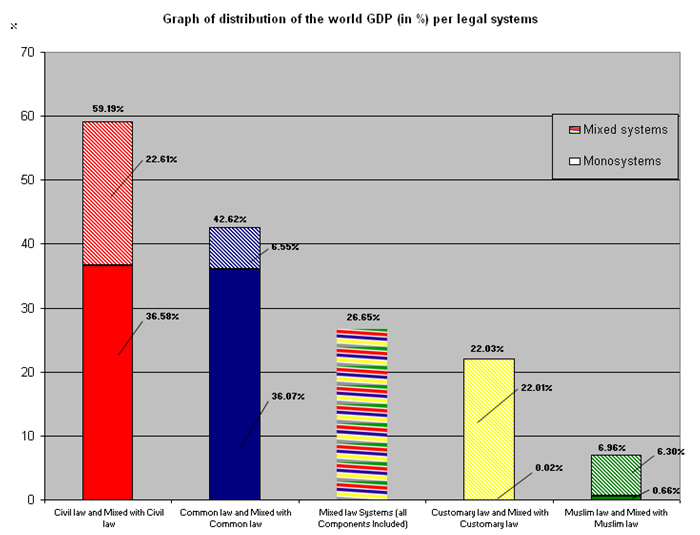 Graph of distribution of the world GDP (in %) per legal systems
%
70
60
50
40
30
20
10
0
59.19%
22.61%
36.58%
42.62%
6.55%
36.07%
26.65%
22.03%
22.01%
0.02%
6.96%
6.30%
0.66%
Mixed systems
Monosystems
Civil law and Mixed with Civil
law
Common law and Mixed with
Common law
Mixed law Systems (all
Components Included)
Customary law and Mixed with
Customary law
Muslim law and Mixed with
Muslim law